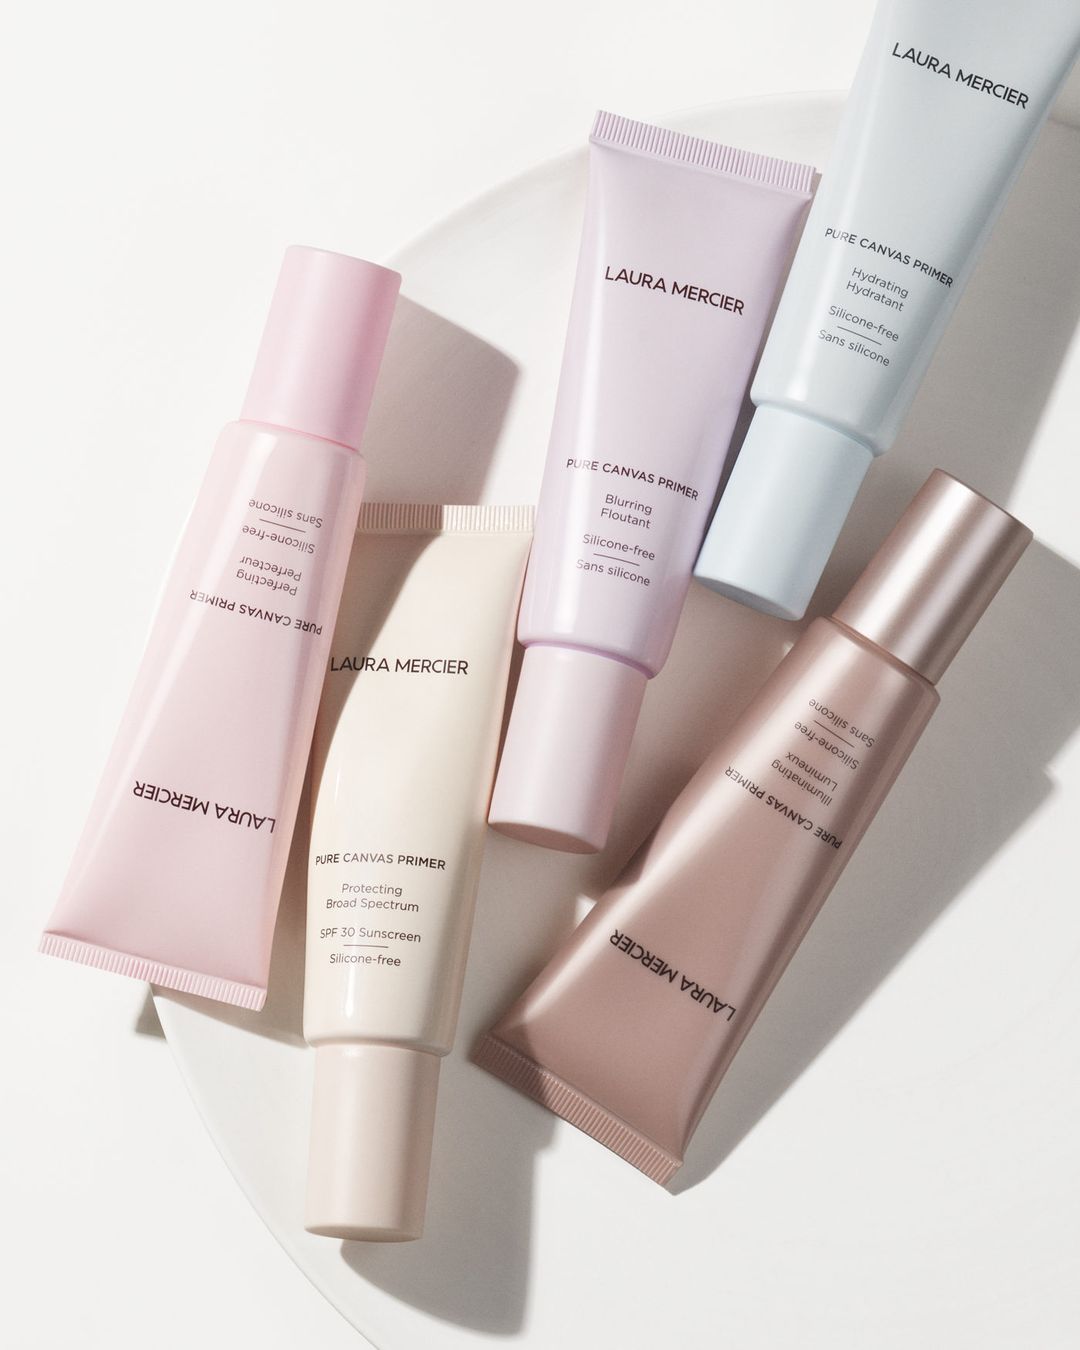 LAURA MERCIER
PURE CANVAS PRIMER
Hydrating
Hydratant
Silicone-free
Sans silicone
LAURA MERCIER
PURE CANVAS PRIMER
Blurring
Floutant
Silicone-free
Sans silicone
LAURA MERCIER
PURE CANVAS PRIMER
Perfecting
Perfecteur
Silicone-free
Sans silicone
LAURA MERCIER
PURE CANVAS PRIMER
Protecting
Broad Spectrum
SPF 30 Sunscreen
Silicone-free
LAURA MERCIER
PURE CANVAS PRIMER
Illuminating
Lumineux
Silicone-free
Sans silicone